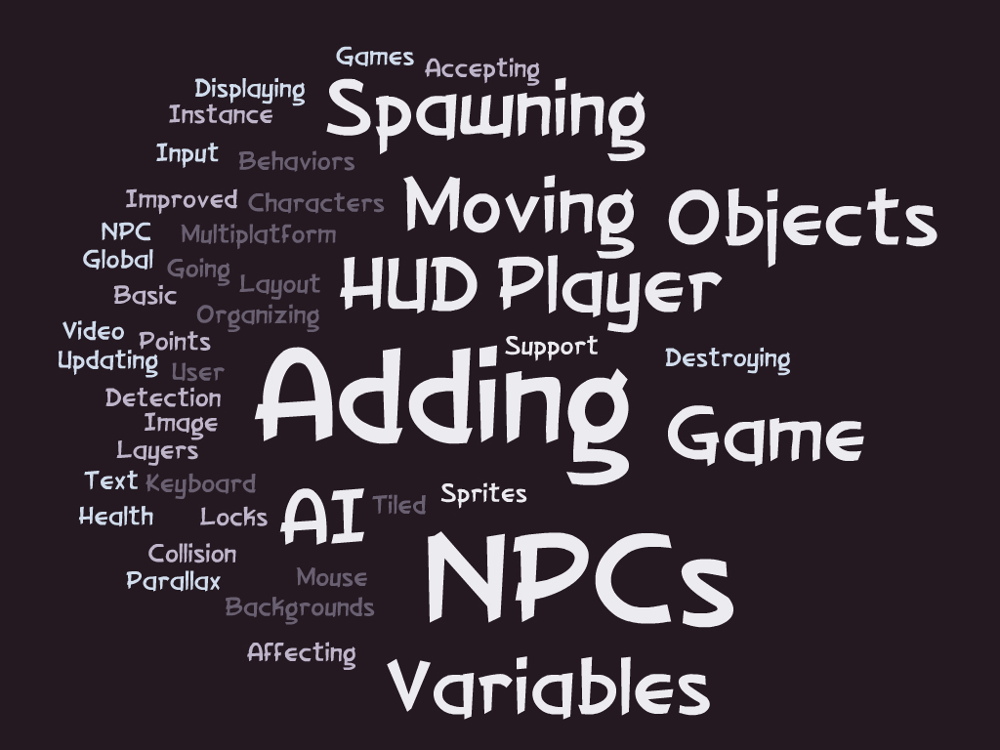 Games
Accepting
Displaying
Spawning
Instance
Input
Behaviors
Improved
Characters
Moving
Objects
NPC
Multiplatform
Global
Going
Layout
HUD
Player
Basic
Organizing
Video
Points
Support
Updating
User
Destroying
Adding
Detection
Image
Game
Layers
Text
Keyboard
Sprites
Health
Locks
AI
Tiled
Collision
Parallax
Mouse
NPCs
Backgrounds
Affecting
Variables